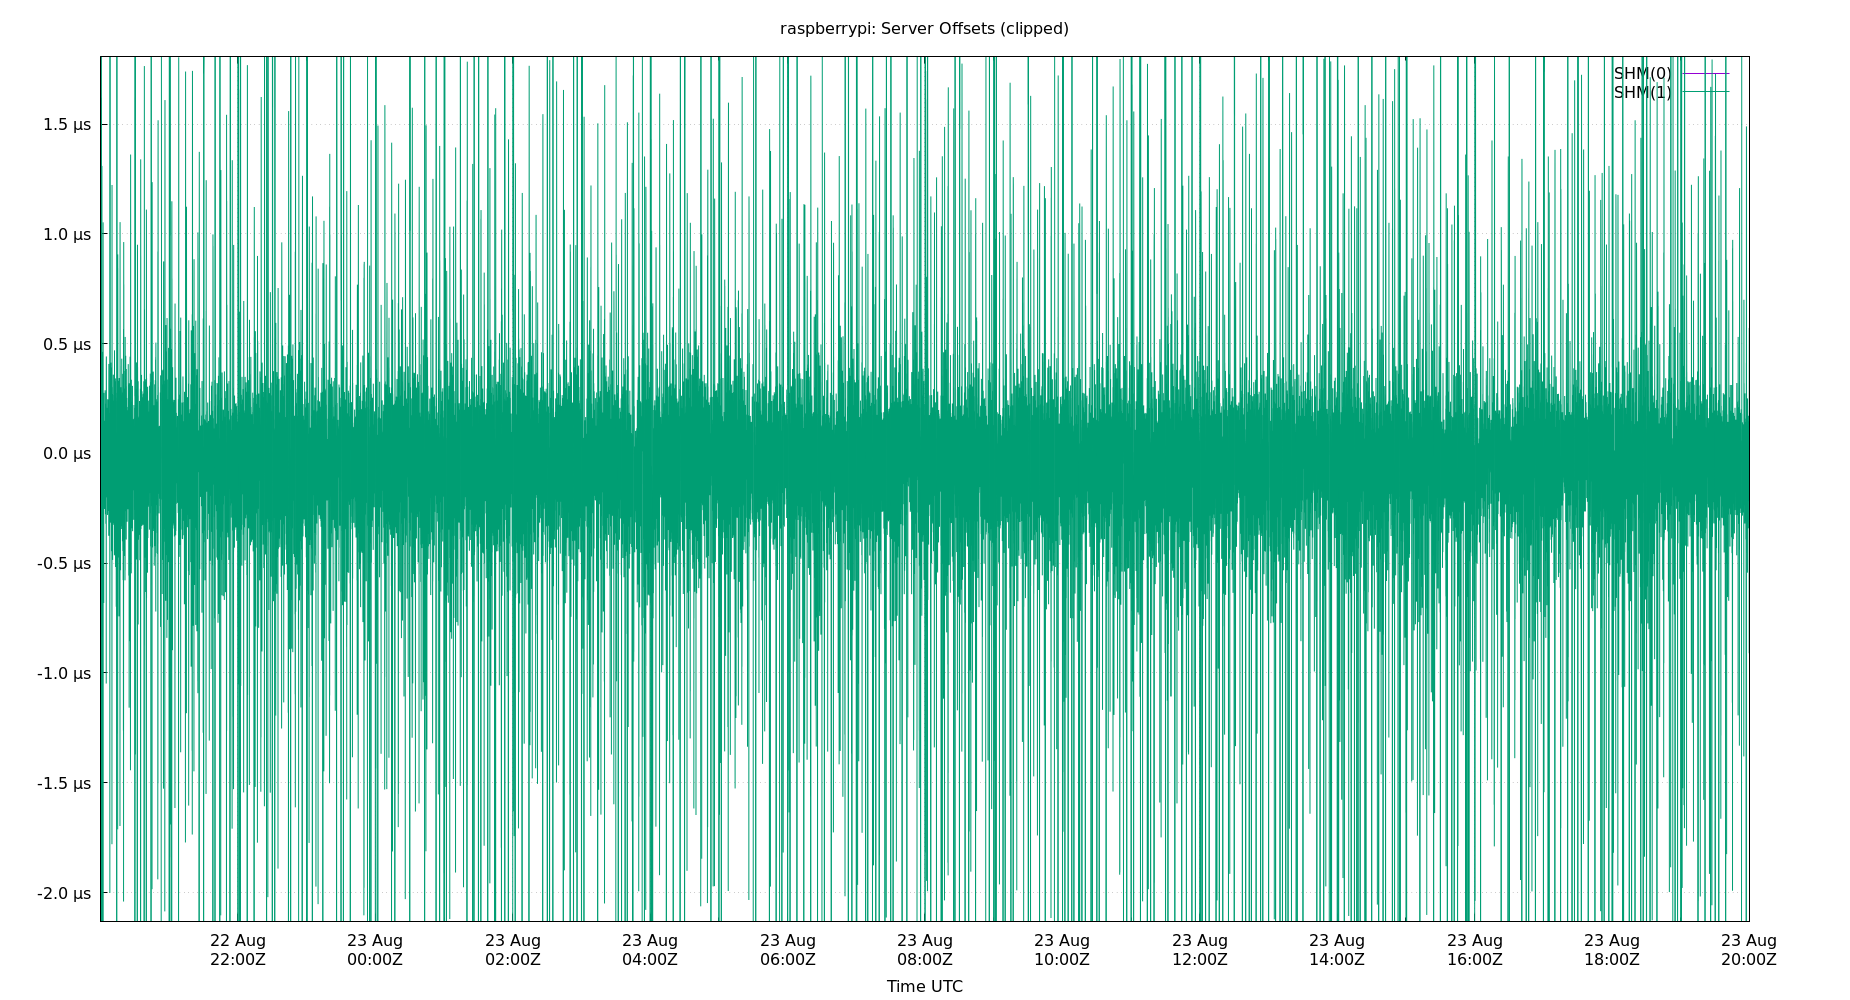 raspberrypi: Server Offsets (clipped)
SHM(0)
SHM(1)
1.5 µs
1.0 µs
0.5 µs
0.0 µs
-0.5 µs
-1.0 µs
-1.5 µs
-2.0 µs
22 Aug 23 Aug 23 Aug 23 Aug 23 Aug 23 Aug 23 Aug 23 Aug 23 Aug 23 Aug 23 Aug 23 Aug
22:00Z 00:00Z 02:00Z 04:00Z 06:00Z 08:00Z 10:00Z 12:00Z 14:00Z 16:00Z 18:00Z 20:00Z
Time UTC